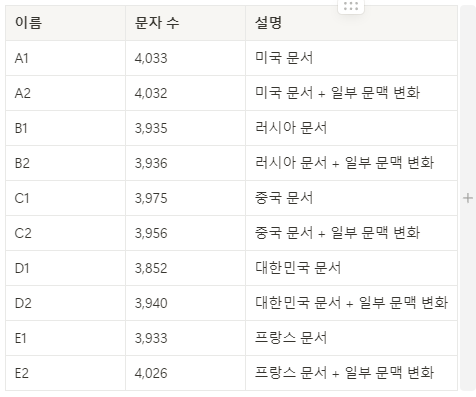 이름 문자 수 설명
A1 4,033 미국 문서
A2 4,032 미국 문서 + 일부 문맥 변화
B1 3,935 러시아 문서
B2 3,936 러시아 문서 + 일부 문맥 변화
C1 3,975 중국 문서
C2 3,956 중국 문서 + 일부 문맥 변화
D1 3,852 대한민국 문서
D2 3,940 대한민국 문서 + 일부 문맥 변화
E1 3,933 프랑스 문서
E2 4,026 프랑스 문서 + 일부 문맥 변화